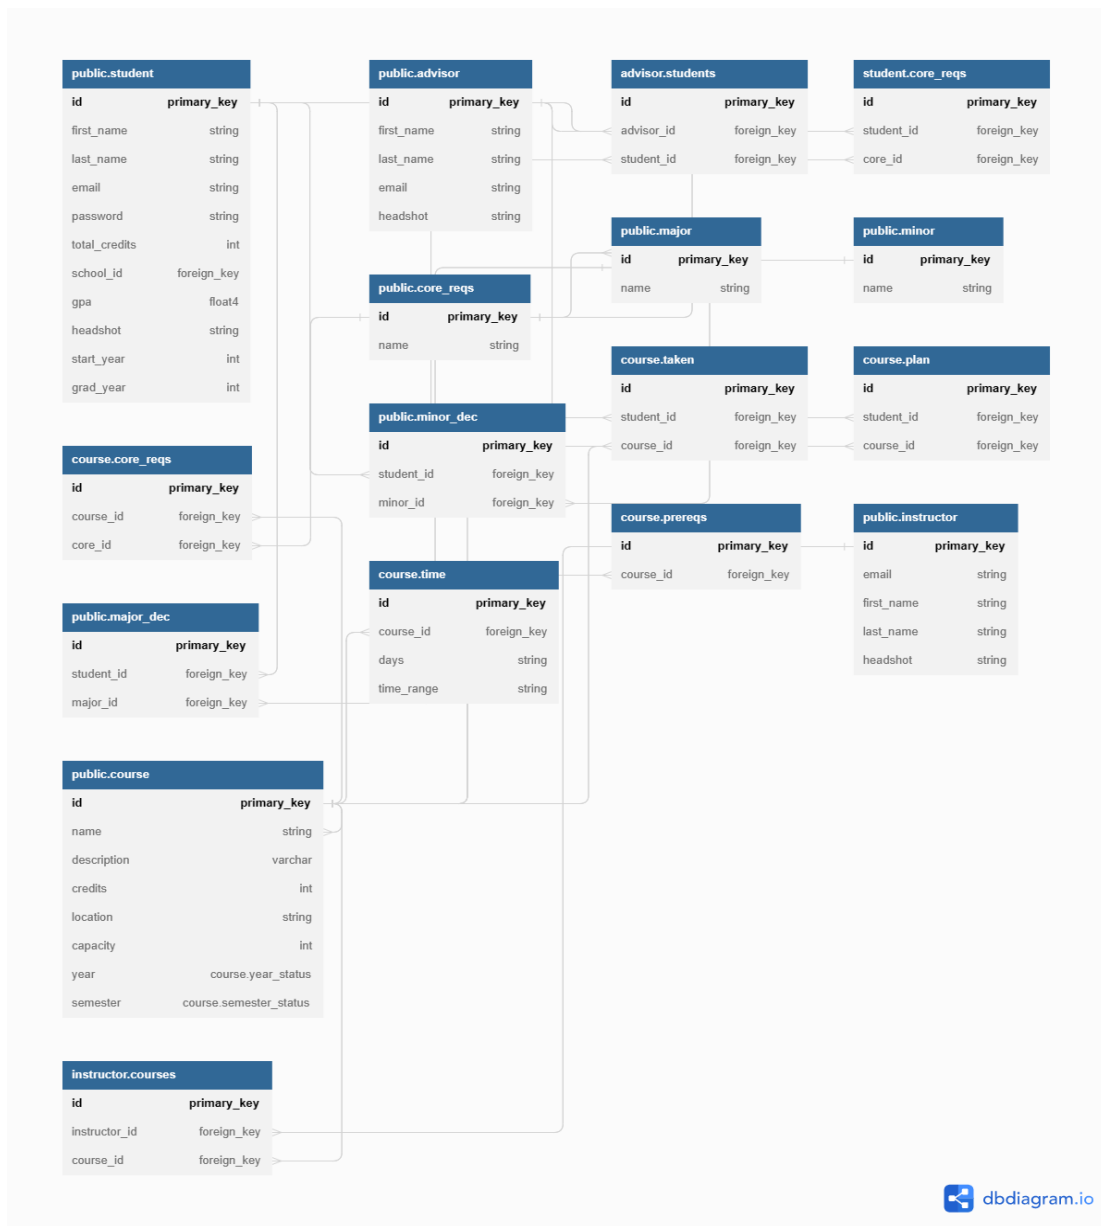 public.student
id primary_key
first_name string
last_name string
email string
password string
total_credits int
school_id foreign_key
gpa float4
headshot string
start_year int
grad_year int
public.advisor
id primary_key
first_name string
last_name string
email string
headshot string
advisor.students
id primary_key
advisor_id foreign_key
student_id foreign_key
student.core_reqs
id primary_key
student_id foreign_key
core_id foreign_key
public.major
id primary_key
name string
public.minor
id primary_key
name string
public.core_reqs
id primary_key
name string
course.taken
id primary_key
student_id foreign_key
course_id foreign_key
course.plan
id primary_key
student_id foreign_key
course_id foreign_key
public.minor_dec
id primary_key
student_id foreign_key
minor_id foreign_key
course.core_reqs
id primary_key
course_id foreign_key
core_id foreign_key
course.prereqs
id primary_key
course_id foreign_key
public.instructor
id primary_key
email string
first_name string
last_name string
headshot string
course.time
id primary_key
course_id foreign_key
days string
time_range string
public.major_dec
id primary_key
student_id foreign_key
major_id foreign_key
public.course
id primary_key
name string
description varchar
credits int
location string
capacity int
year course.year_status
semester course.semester_status
instructor.courses
id primary_key
instructor_id foreign_key
course_id foreign_key
dbdiagram.io